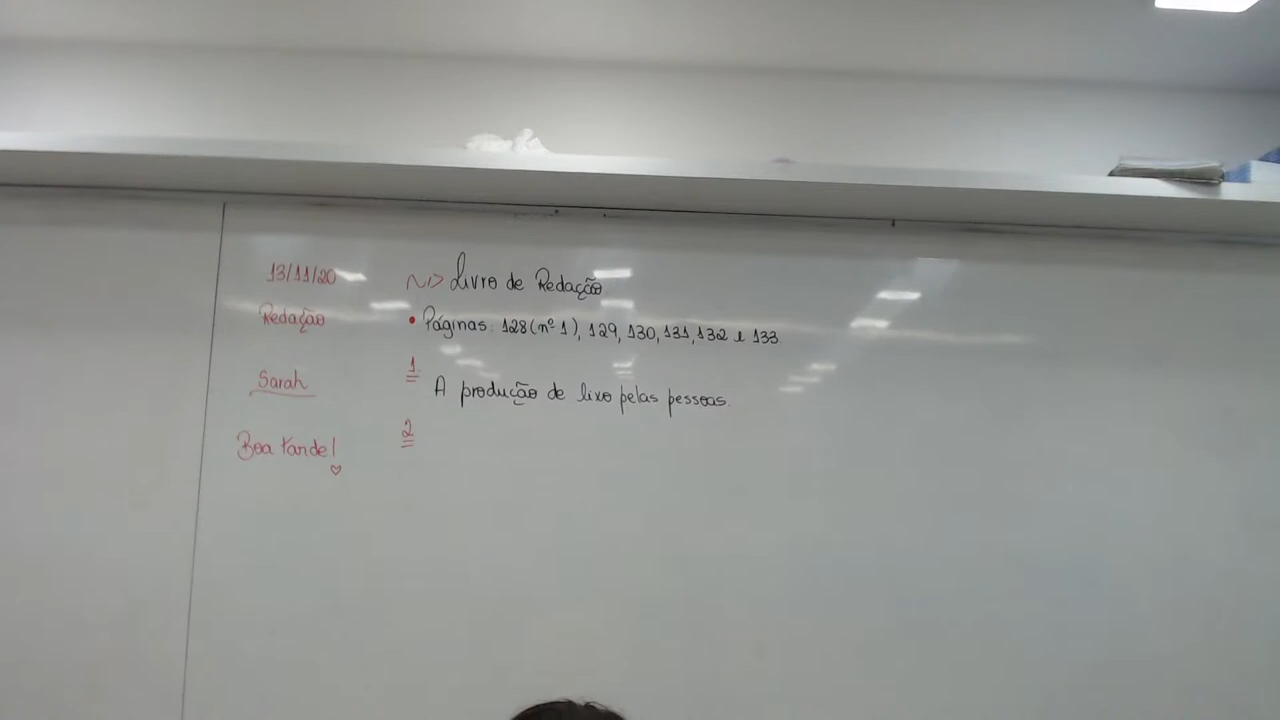 13/11/20
Redação
Sarah
Boa tarde! ♡
~> Livro de Redação
• Páginas: 128 (nº 1), 129, 130, 131, 132 e 133
1
A produção de lixo pelas pessoas.
2